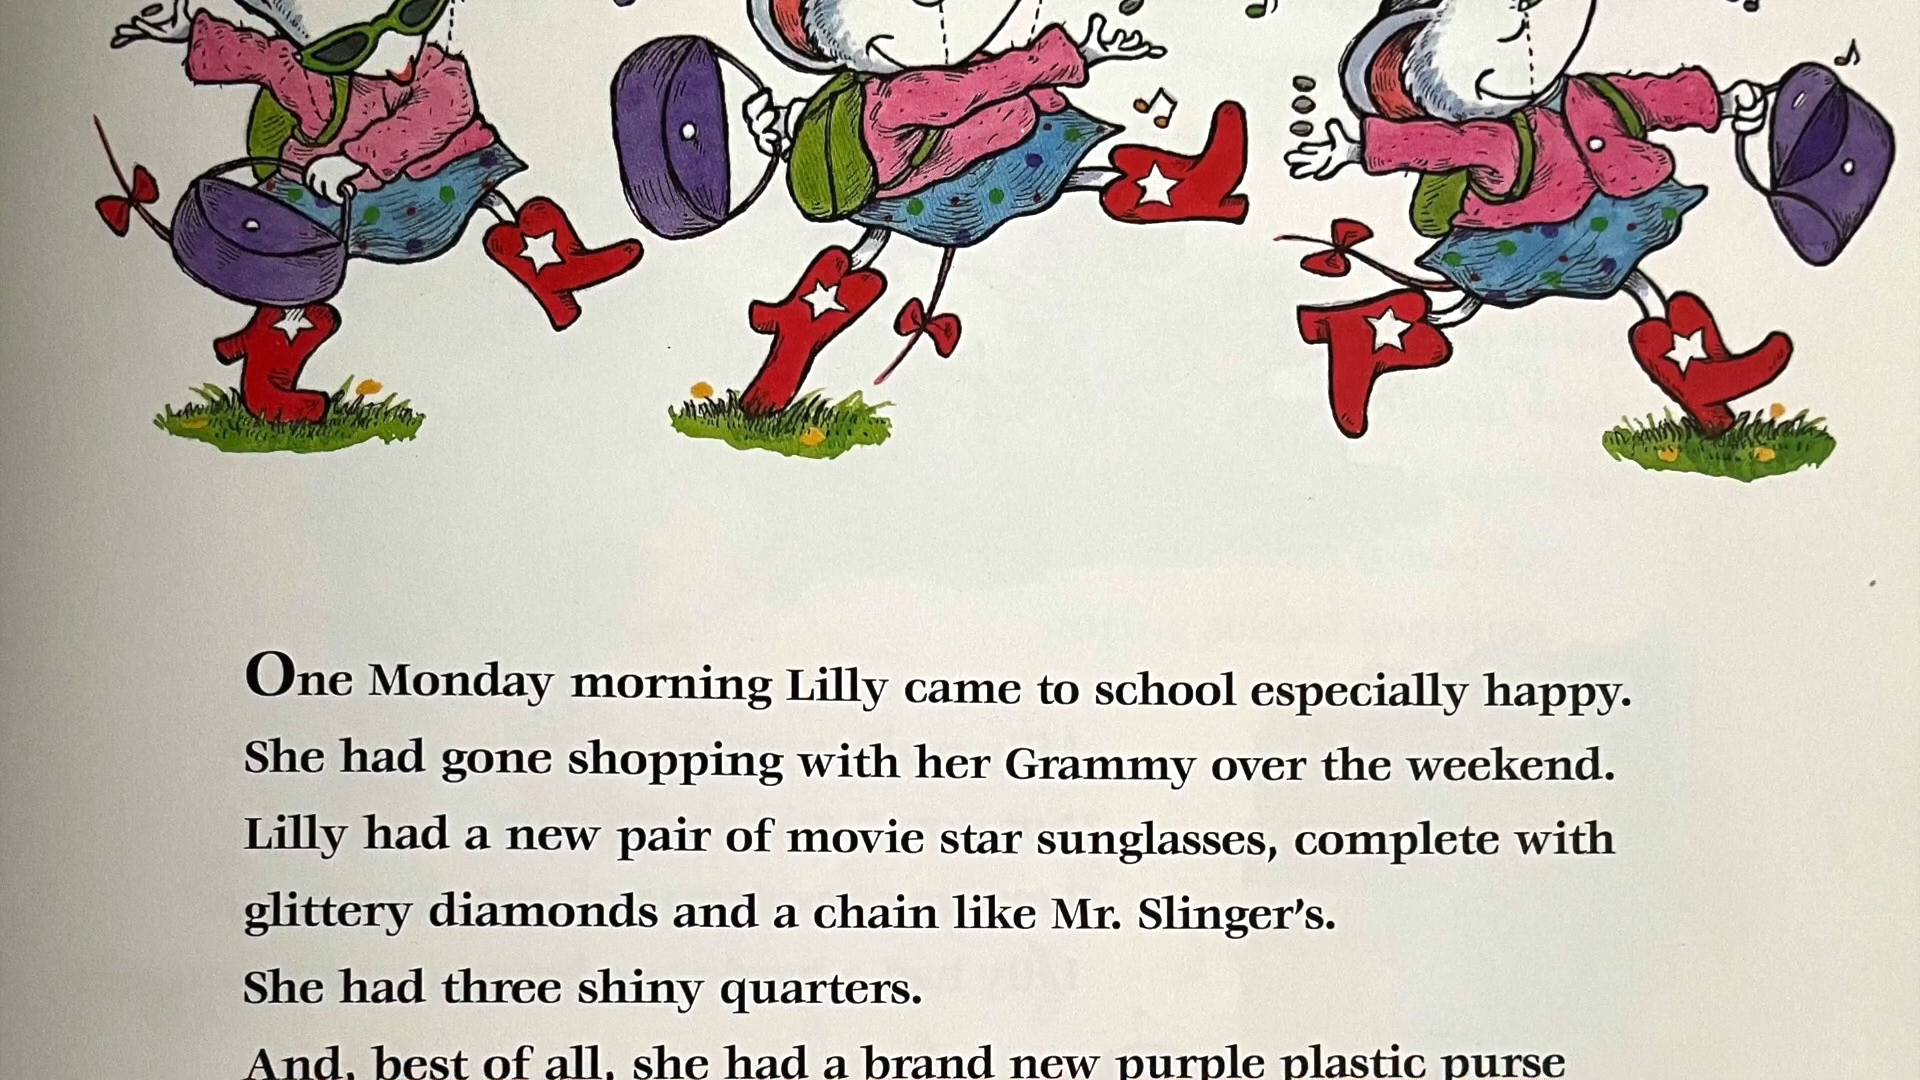 One Monday morning Lilly came to school especially happy.
She had gone shopping with her Grammy over the weekend.
Lilly had a new pair of movie star sunglasses, complete with
glittery diamonds and a chain like Mr. Slinger's.
She had three shiny quarters.
And, best of all, she had a brand new purple plastic purse